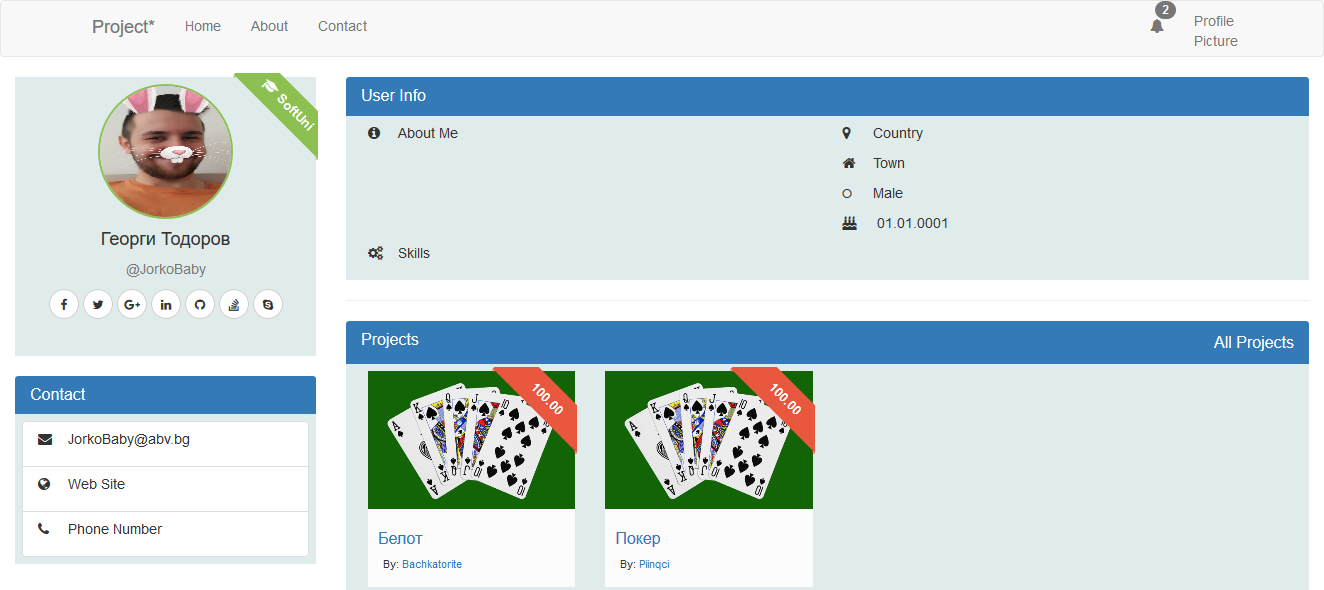 Project*
Home
About
Contact
2
Profile
Picture
SoftUni
Георги Тодоров
@JorkoBaby
Contact
JorkoBaby@abv.bg
Web Site
Phone Number
User Info
About Me
Country
Town
Male
01.01.0001
Skills
Projects
All Projects
100.00
A
K
Q
J
10
Белот
By: Bachkatorite
100.00
A
K
Q
J
10
Покер
By: Piinqci